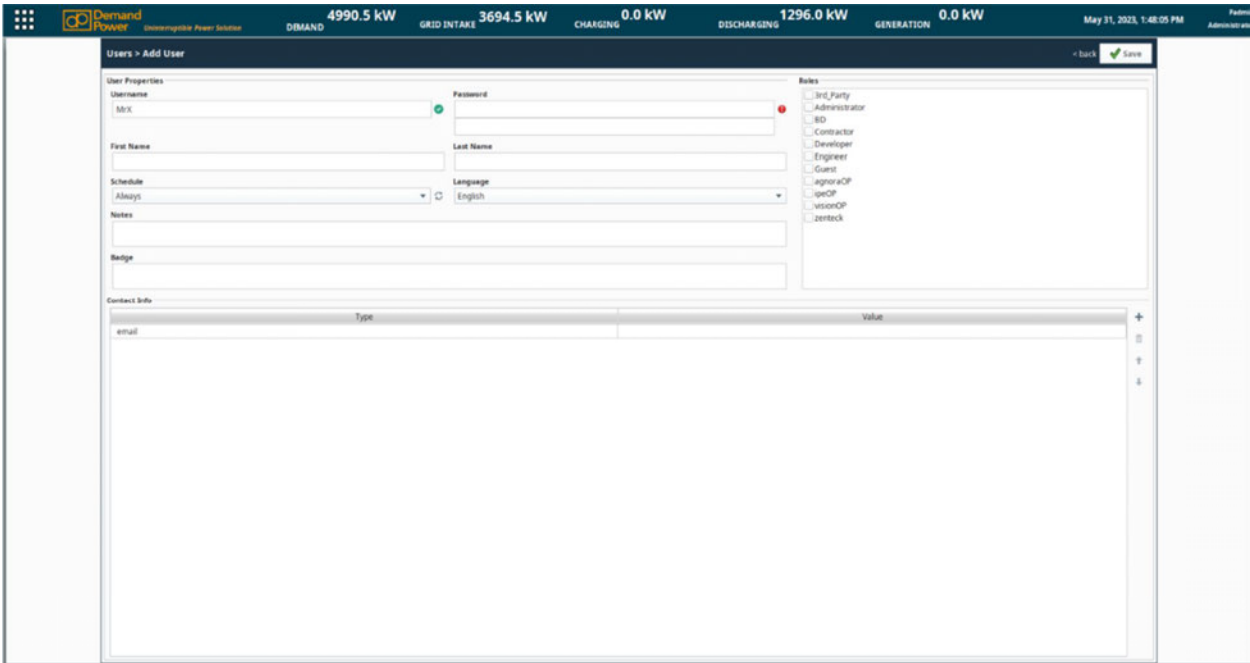 Demand
Power Uninterruptible Power Solution
DEMAND 4990.5 kW GRID INTAKE 3694.5 kW CHARGING 0.0 kW DISCHARGING 1296.0 kW GENERATION 0.0 kW May 31, 2023, 1:48:05 PM
Users > Add User < back Save
User Properties
Username Password
MrX
First Name Last Name
Schedule Language
Always English
Notes
Badge
Roles
3rd_Party
Administrator
BD
Contractor
Developer
Engineer
Guest
agnoraOP
ipeOP
visionOP
zenteck
Contact Info
Type Value
email